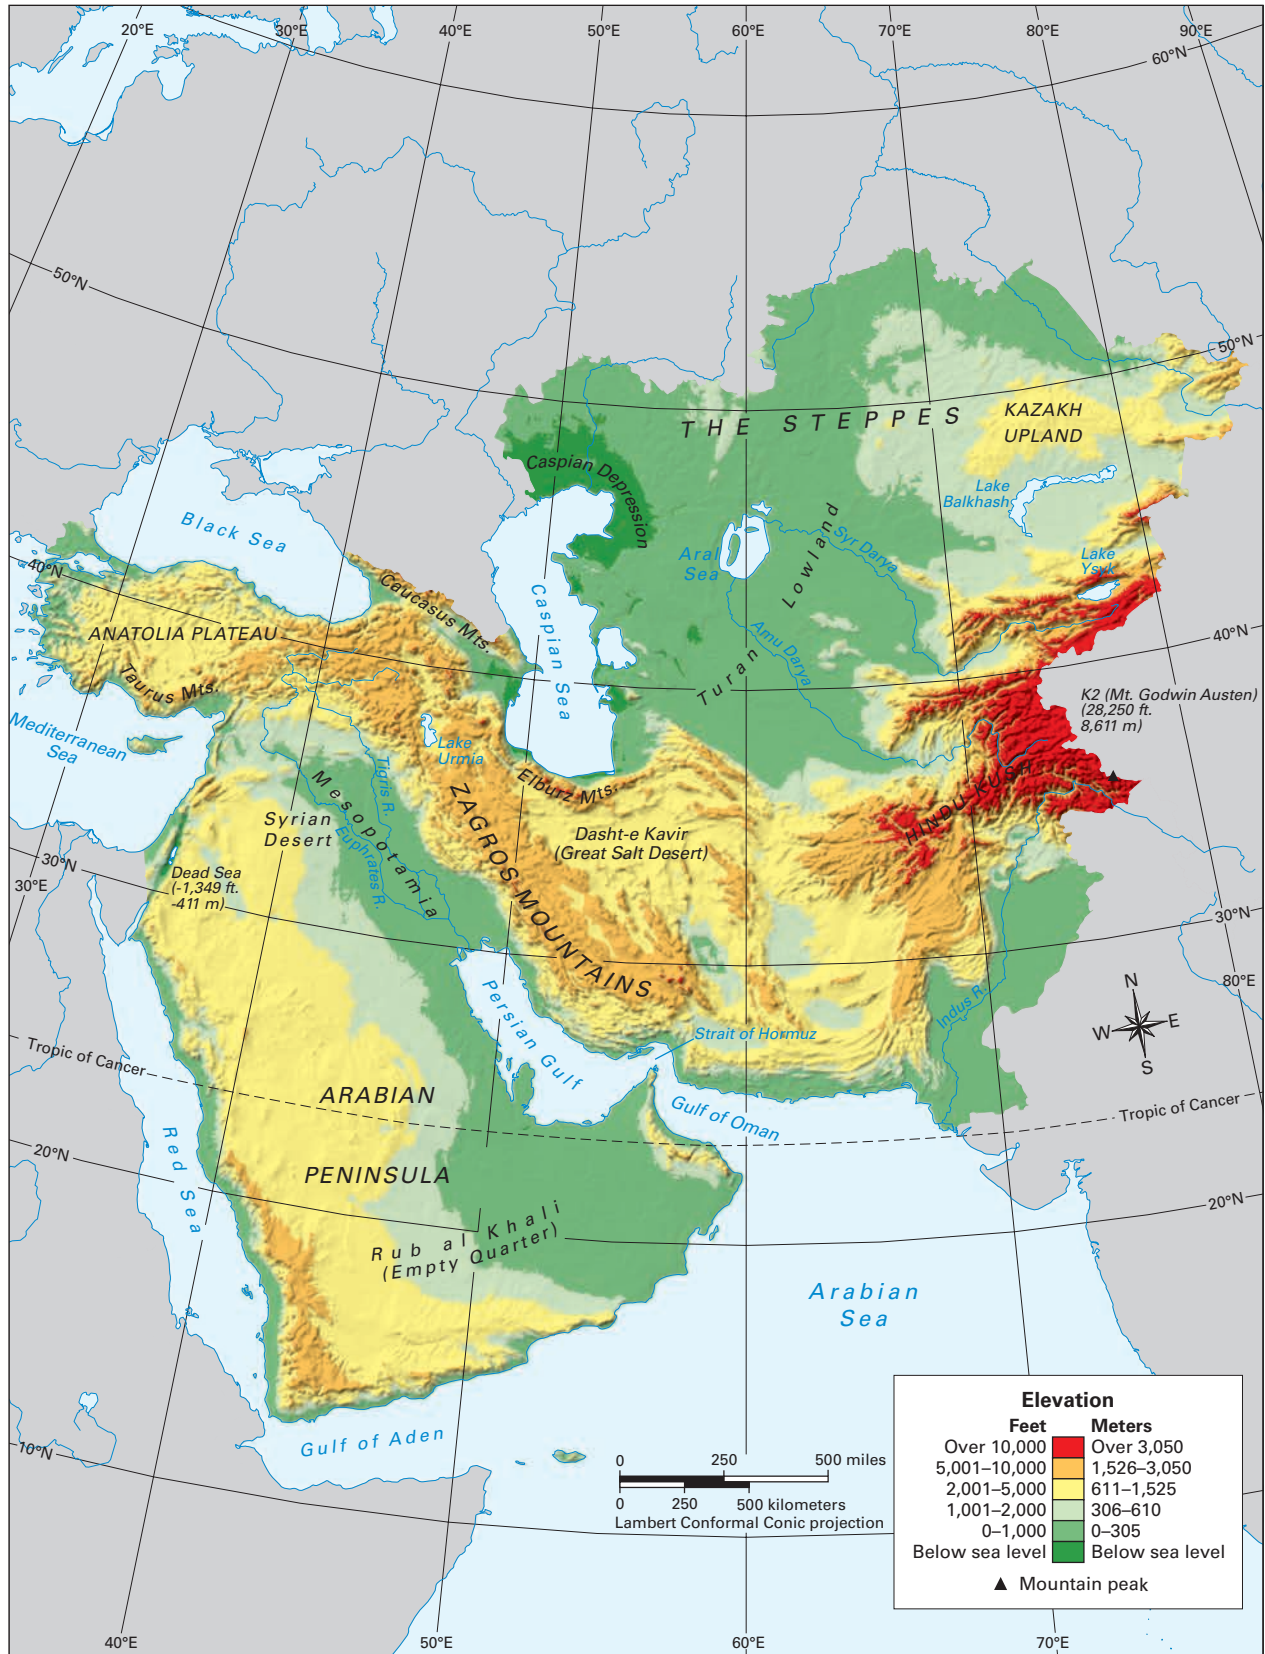 20°E
30°E
40°E
50°E
60°E
70°E
80°E
90°E
60°N
50°N
50°N
THE STEPPES
KAZAKH
UPLAND
Caspian Depression
Lake
Balkhash
Black Sea
Aral
Sea
Syr Darya
Lake
Ysyk
40°N
Caucasus Mts.
Caspian Sea
Turan Lowland
Amu Darya
40°N
ANATOLIA PLATEAU
Taurus Mts.
K2 (Mt. Godwin Austen)
(28,250 ft.
8,611 m)
Mediterranean
Sea
Lake
Urmia
Tigris R.
Elburz Mts.
HINDU KUSH
Mesopotamia
ZAGROS MOUNTAINS
Syrian
Desert
Euphrates R.
Dasht-e Kavir
(Great Salt Desert)
30°N
30°E
Dead Sea
(-1,349 ft.
-411 m)
30°N
80°E
Persian Gulf
Indus R.
N
W
E
S
Strait of Hormuz
Tropic of Cancer
ARABIAN
PENINSULA
Gulf of Oman
Tropic of Cancer
20°N
Red Sea
20°N
Rub al Khali
(Empty Quarter)
Arabian
Sea
Gulf of Aden
10°N
0 250 500 miles
0 250 500 kilometers
Lambert Conformal Conic projection
Elevation
Feet Meters
Over 10,000 Over 3,050
5,001–10,000 1,526–3,050
2,001–5,000 611–1,525
1,001–2,000 306–610
0–1,000 0–305
Below sea level Below sea level
Mountain peak
40°E
50°E
60°E
70°E